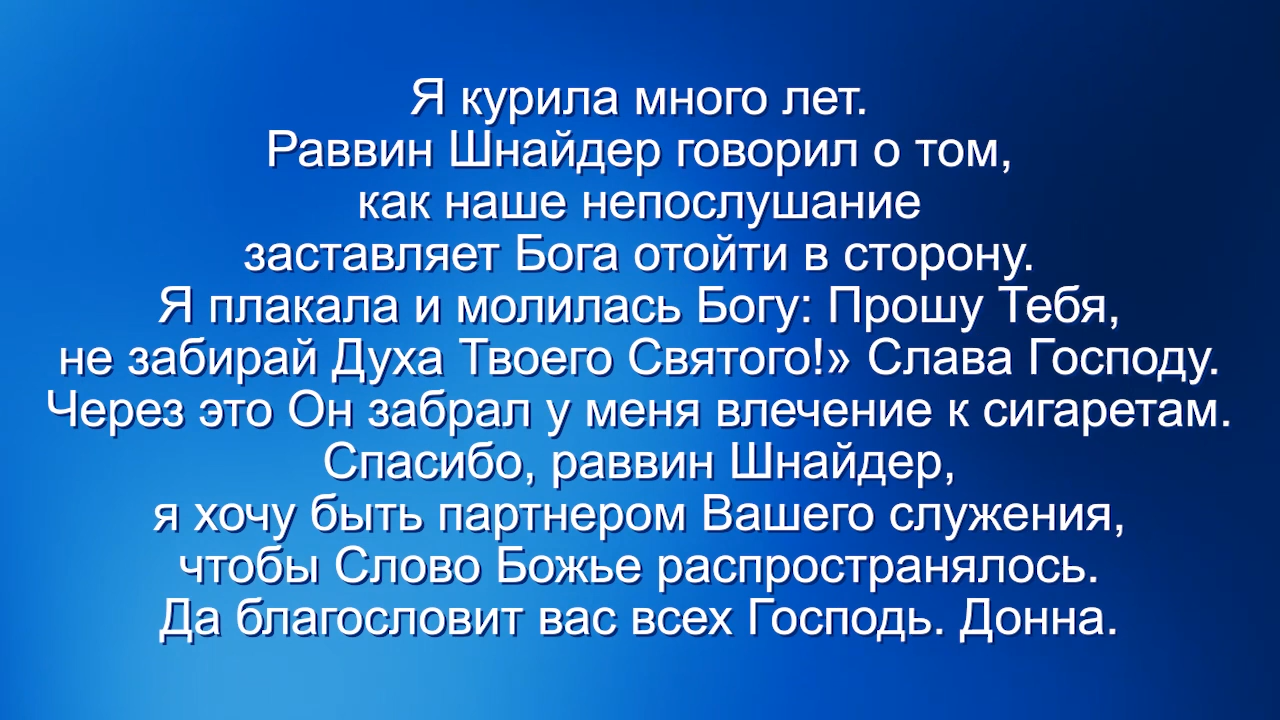 Я курила много лет.
Раввин Шнайдер говорил о том,
как наше непослушание
заставляет Бога отойти в сторону.
Я плакала и молилась Богу: Прошу Тебя,
не забирай Духа Твоего Святого!» Слава Господу.
Через это Он забрал у меня влечение к сигаретам.
Спасибо, раввин Шнайдер,
я хочу быть партнером Вашего служения,
чтобы Слово Божье распространялось.
Да благословит вас всех Господь. Донна.